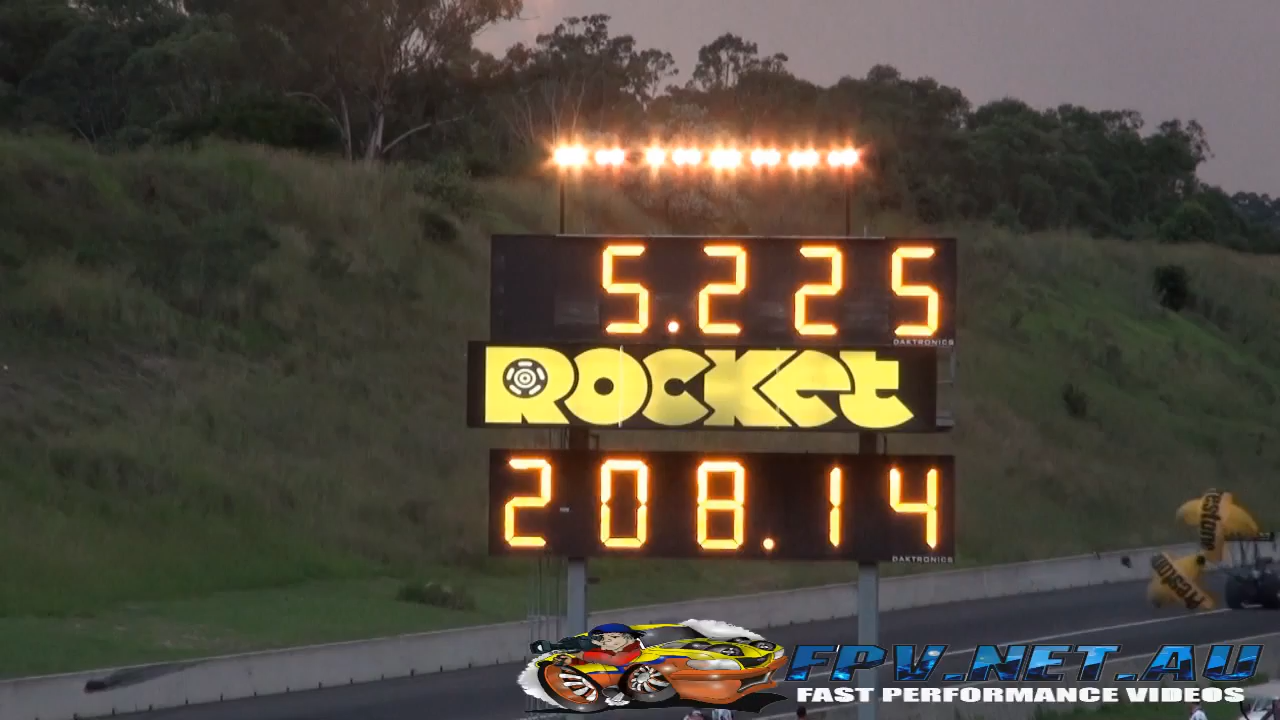 5.225
DAKTRONICS
ROCKET
208.14
DAKTRONICS
FPV.NET.AU
FAST PERFORMANCE VIDEOS